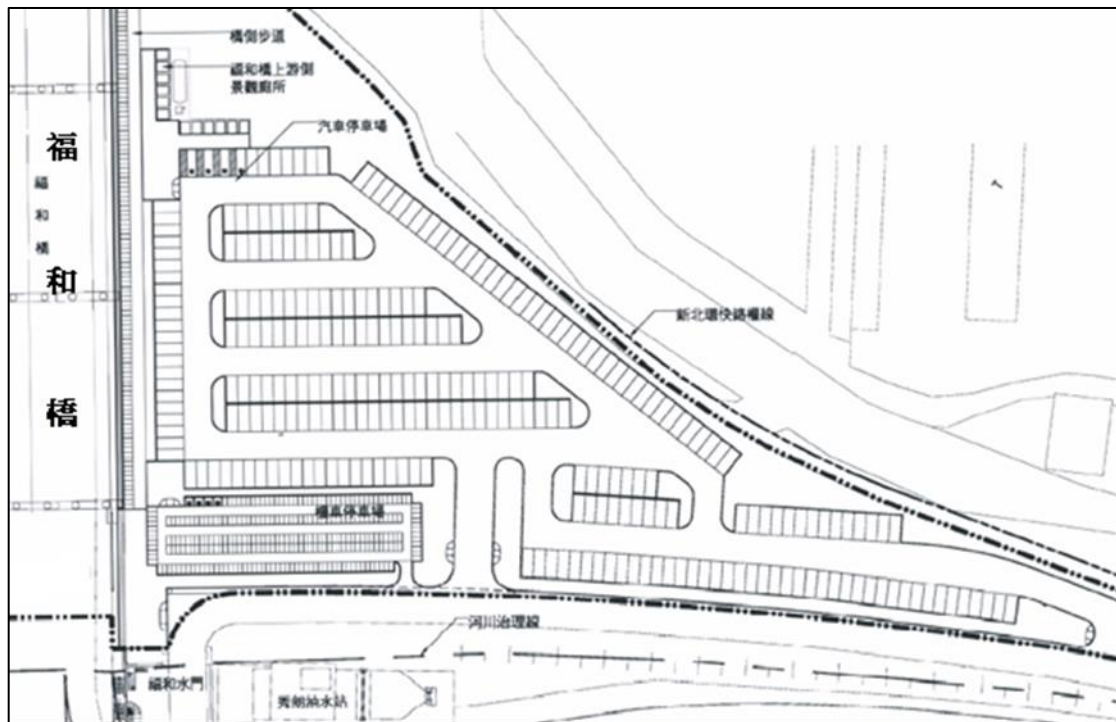 橋側步道
福和橋上游側
景觀廁所
汽車停車場
福和橋
福和橋
新北環快路權線
機車停車場
河川治理線
福和水門
秀朗抽水站